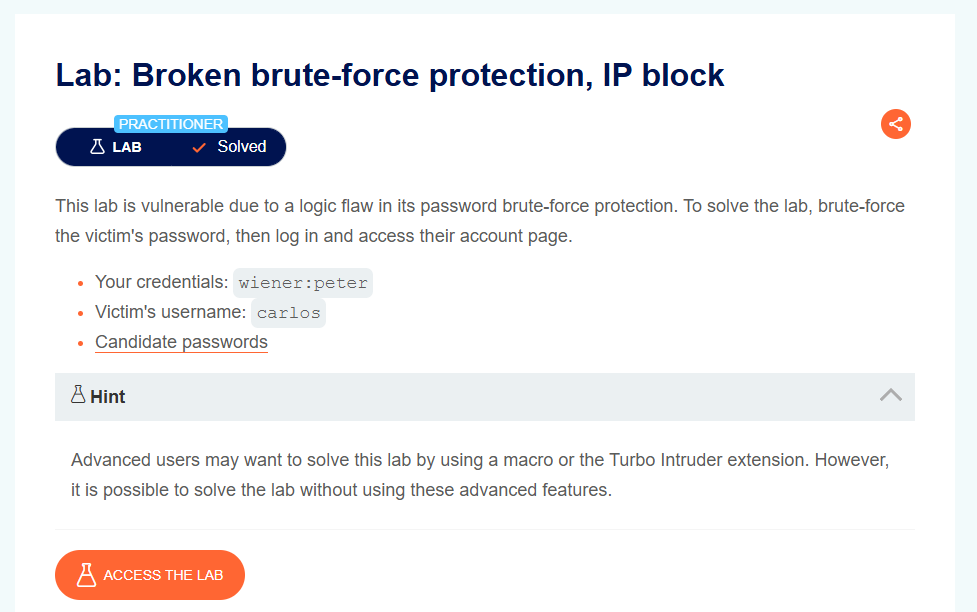 Lab: Broken brute-force protection, IP block
PRACTITIONER
LAB Solved
This lab is vulnerable due to a logic flaw in its password brute-force protection. To solve the lab, brute-force
the victim's password, then log in and access their account page.
Your credentials: wiener:peter
Victim's username: carlos
Candidate passwords
Hint
Advanced users may want to solve this lab by using a macro or the Turbo Intruder extension. However,
it is possible to solve the lab without using these advanced features.
ACCESS THE LAB